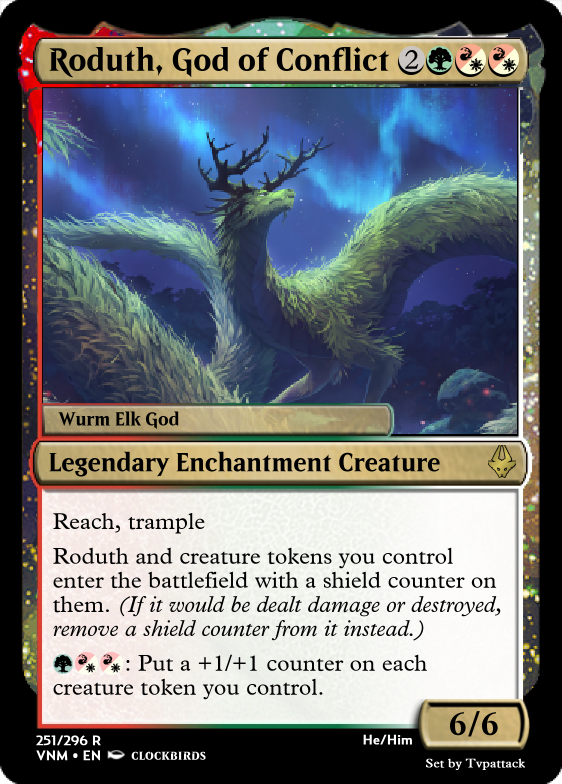 Roduth, God of Conflict 2
Wurm Elk God
Legendary Enchantment Creature
Reach, trample
Roduth and creature tokens you control
enter the battlefield with a shield counter on
them. (If it would be dealt damage or destroyed,
remove a shield counter from it instead.)
: Put a +1/+1 counter on each
creature token you control.
6/6
251/296 R He/Him
VNM • EN CLOCKBIRDS
Set by Tvpattack